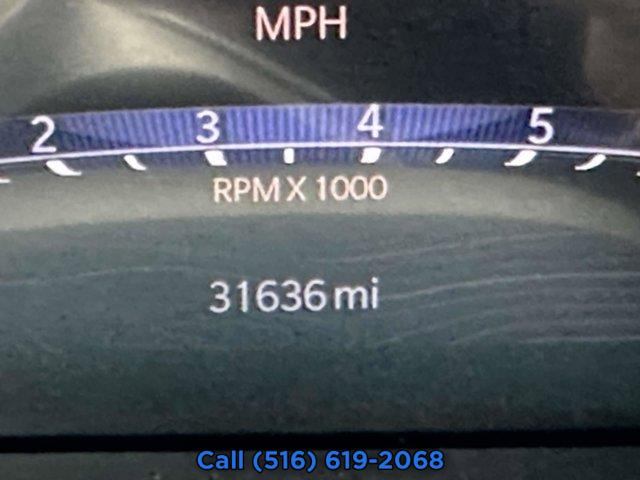 MPH
2 3 4 5
RPM X 1000
31636 mi
Call (516) 619-2068